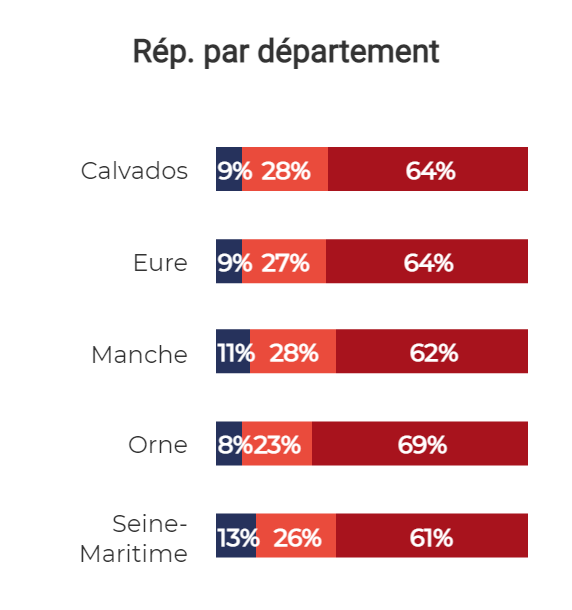 Rép. par département
Calvados 9% 28% 64%
Eure 9% 27% 64%
Manche 11% 28% 62%
Orne 8% 23% 69%
Seine-
Maritime 13% 26% 61%